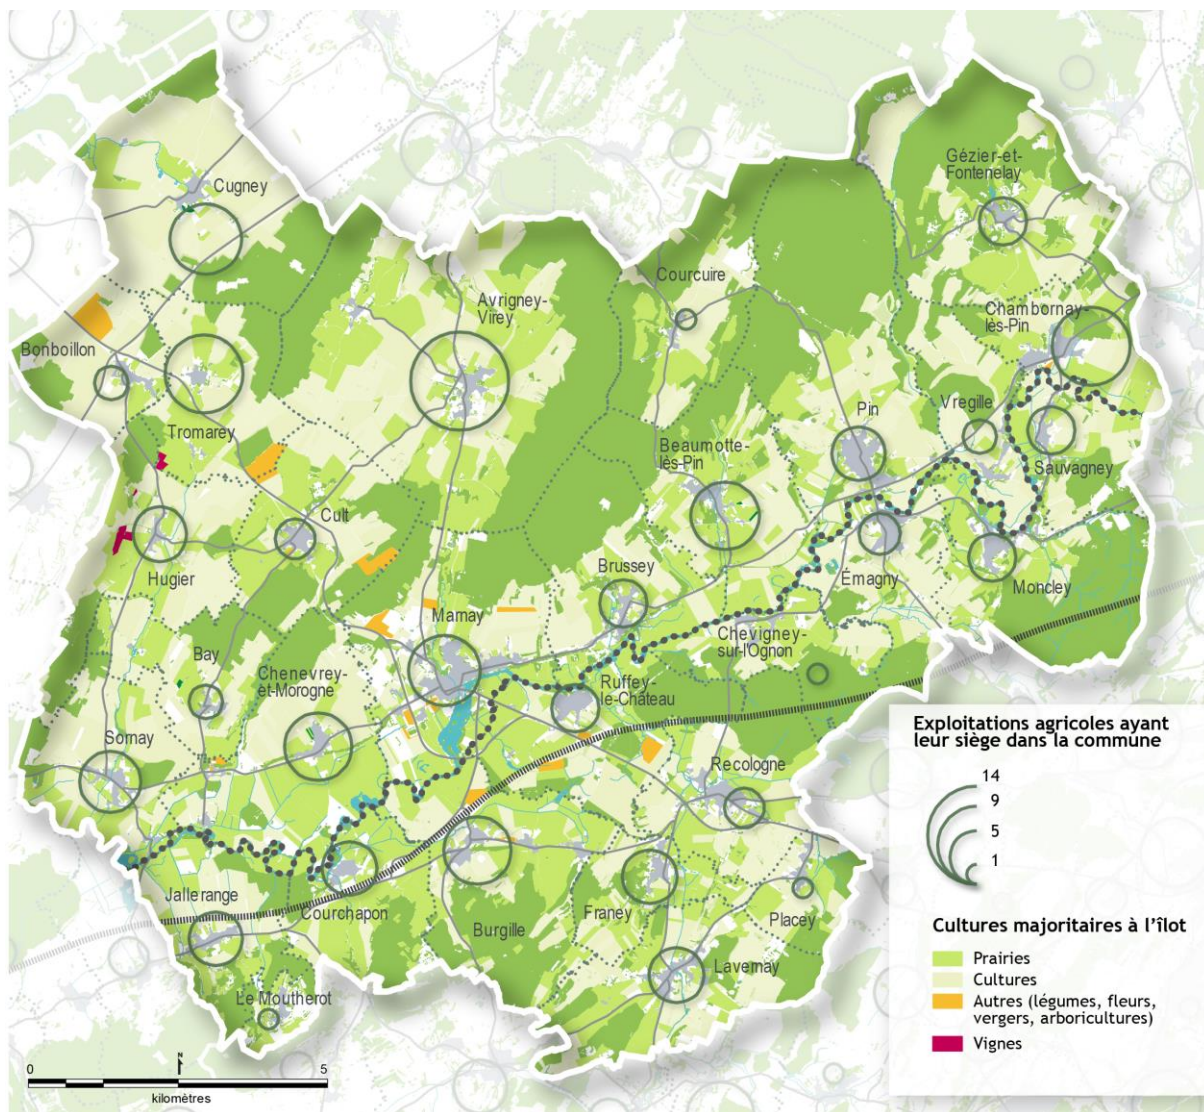 Cugney
Gézier-et-
Fontenelay
Courcuire
Avrigney-
Virey
Chambornay-
lès-Pin
Bonboillon
Tromarey
Pin
Vregille
Beaumotte-
lès-Pin
Sauvagney
Cult
Hugier
Brussey
Émagny
Moncley
Marnay
Chevigney-
sur-l'Ognon
Bay
Chenevrey-
et-Morogne
Ruffey-
le-Château
Sornay
Recologne
Jallerange
Courchapon
Burgille
Franey
Placey
Lavernay
Le Moutherot
Exploitations agricoles ayant
leur siège dans la commune
14
9
5
1
Cultures majoritaires à l'îlot
Prairies
Cultures
Autres (légumes, fleurs,
vergers, arboricultures)
Vignes
N
0 5
kilomètres